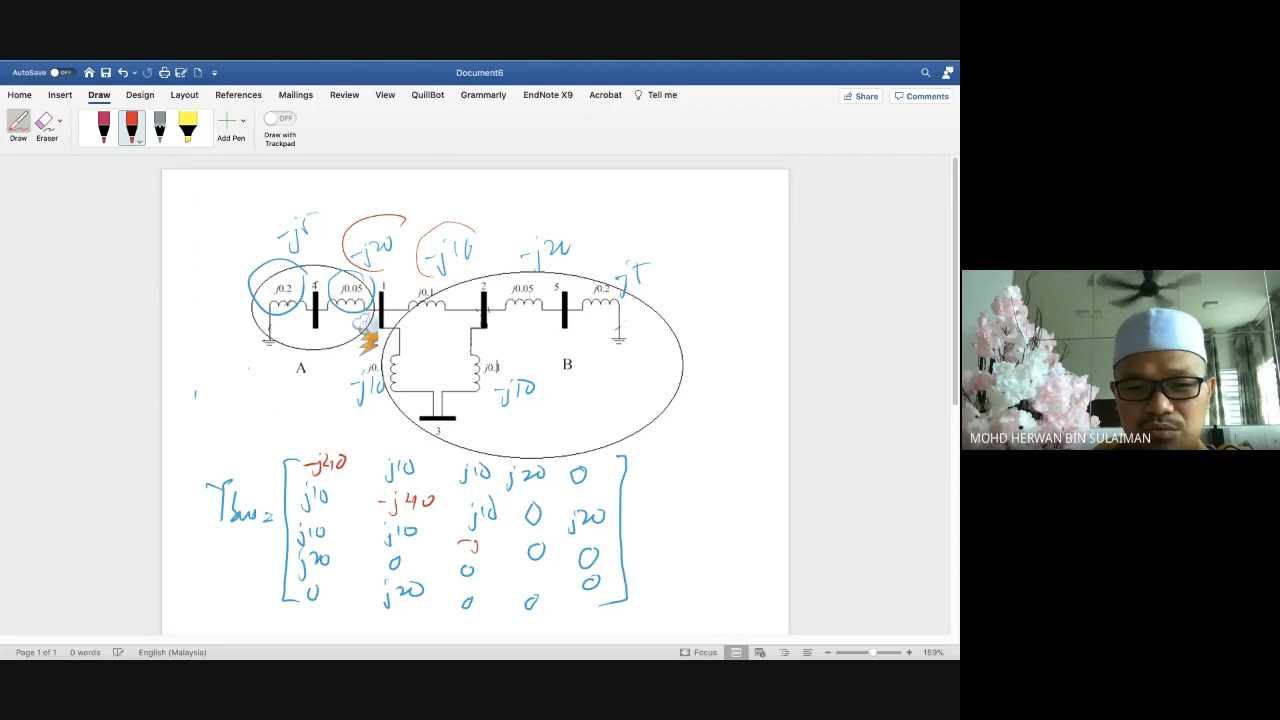 AutoSave OFF
Document6
Home Insert Draw Design Layout References Mailings Review View QuillBot Grammarly EndNote X9 Acrobat Tell me
Share Comments
OFF
Draw Eraser Add Pen Draw with Trackpad
-j5 -j20 -j10 -j20 j5
j0.2 4 j0.05 1 j0.1 2 j0.05 5 j0.2
A j0. j0.1 B
-j10 -j10
3
MOHD HERWAN BIN SULAIMAN
Ybus =
-j40 j10 j10 j20 0
j10 -j40 j10 0 j20
j10 j10 -j 0 0
j20 0 0 0
0 j20 0 0
Page 1 of 1 0 words English (Malaysia) Focus 159%